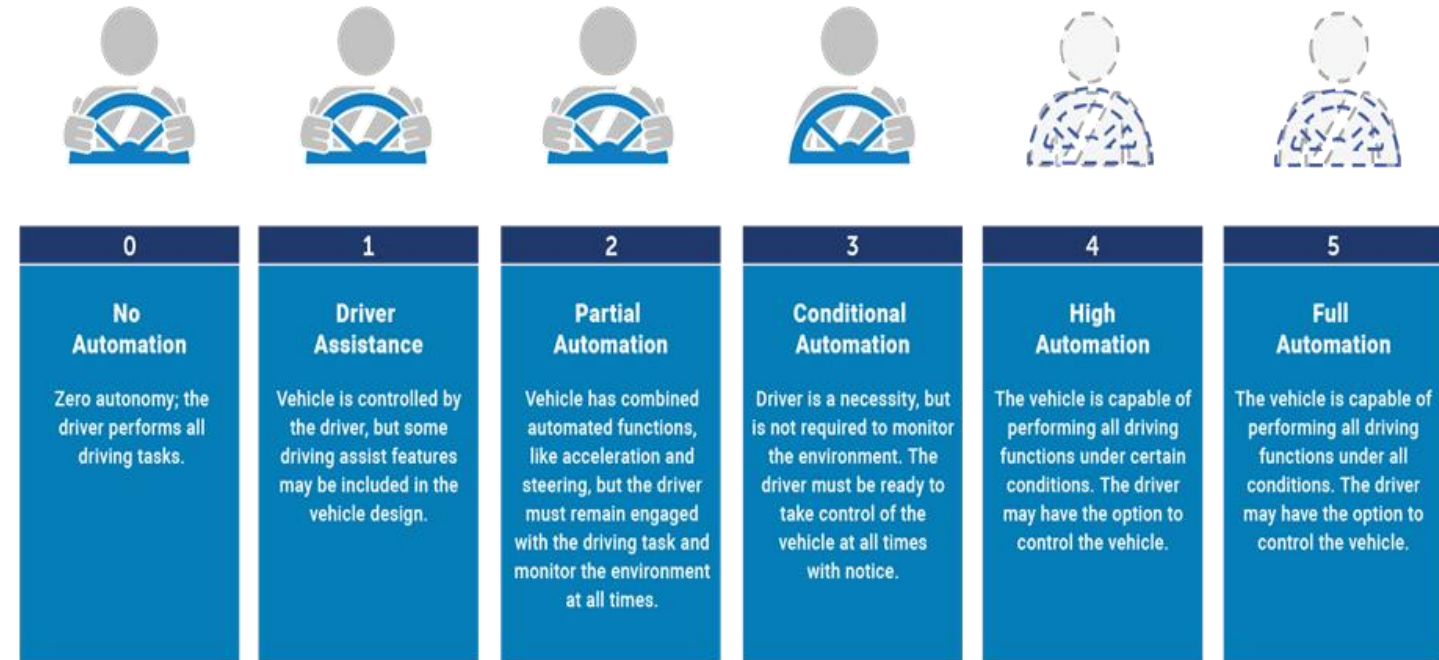 0
No
Automation
Zero autonomy; the
driver performs all
driving tasks.
1
Driver
Assistance
Vehicle is controlled by
the driver, but some
driving assist features
may be included in the
vehicle design.
2
Partial
Automation
Vehicle has combined
automated functions,
like acceleration and
steering, but the driver
must remain engaged
with the driving task and
monitor the environment
at all times.
3
Conditional
Automation
Driver is a necessity, but
is not required to monitor
the environment. The
driver must be ready to
take control of the
vehicle at all times
with notice.
4
High
Automation
The vehicle is capable of
performing all driving
functions under certain
conditions. The driver
may have the option to
control the vehicle.
5
Full
Automation
The vehicle is capable of
performing all driving
functions under all
conditions. The driver
may have the option to
control the vehicle.